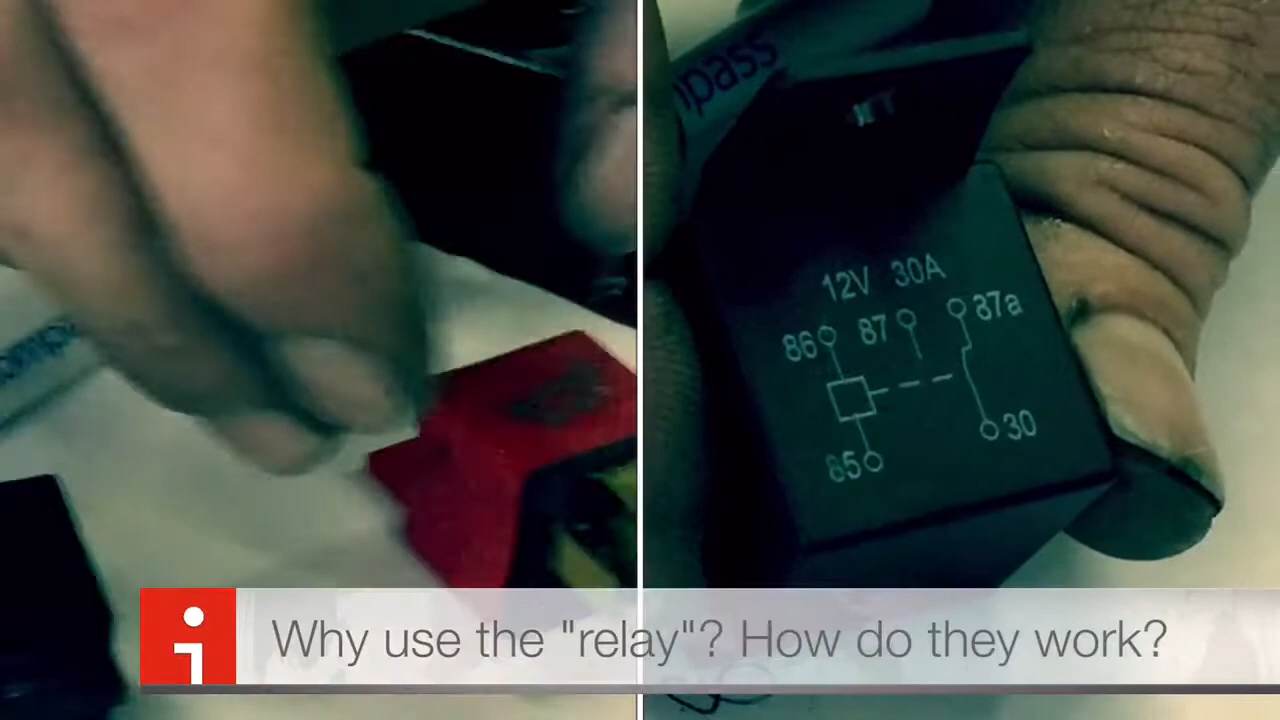 12V 30A
86 87 87a
30
85
Why use the "relay"? How do they work?